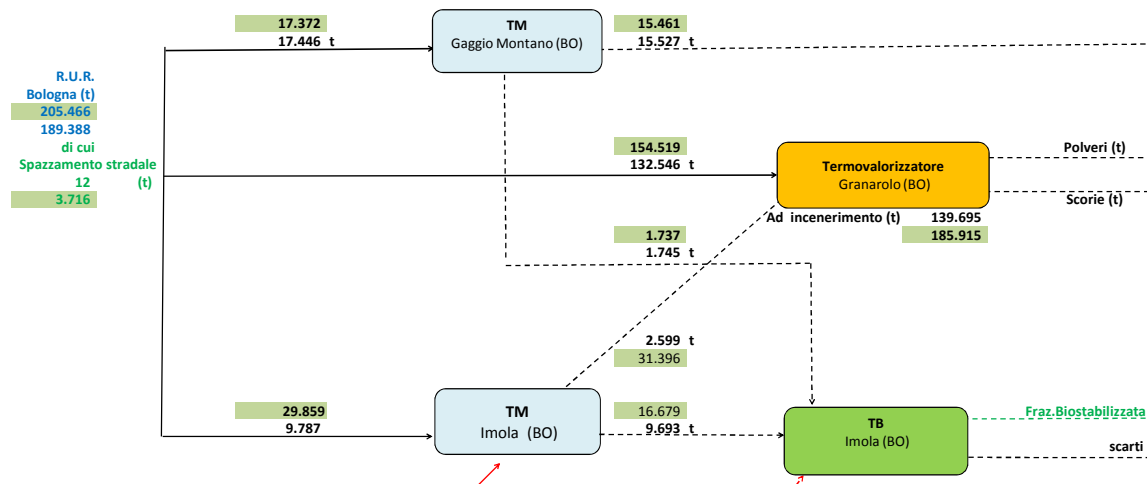 17.372
17.446 t
TM
Gaggio Montano (BO)
15.461
15.527 t
R.U.R.
Bologna (t)
205.466
189.388
di cui
Spazzamento stradale
12 (t)
3.716
154.519
132.546 t
Termovalorizzatore
Granarolo (BO)
Polveri (t)
Scorie (t)
Ad incenerimento (t) 139.695
185.915
1.737
1.745 t
2.599 t
31.396
29.859
9.787
TM
Imola (BO)
16.679
9.693 t
TB
Imola (BO)
Fraz.Biostabilizzata
scarti